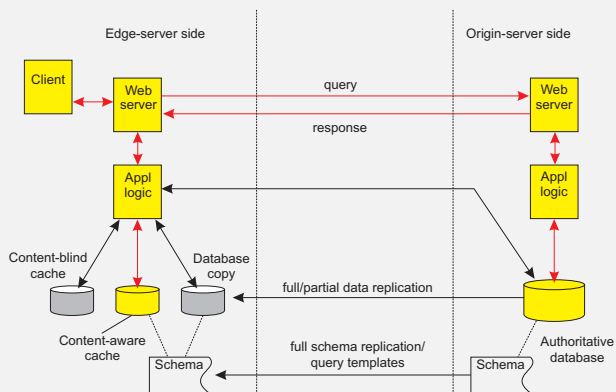 Edge-server side
Origin-server side
Client
Web
server
query
response
Web
server
Appl
logic
Appl
logic
Content-blind
cache
Database
copy
full/partial data replication
Content-aware
cache
Authoritative
database
Schema
full schema replication/
query templates
Schema